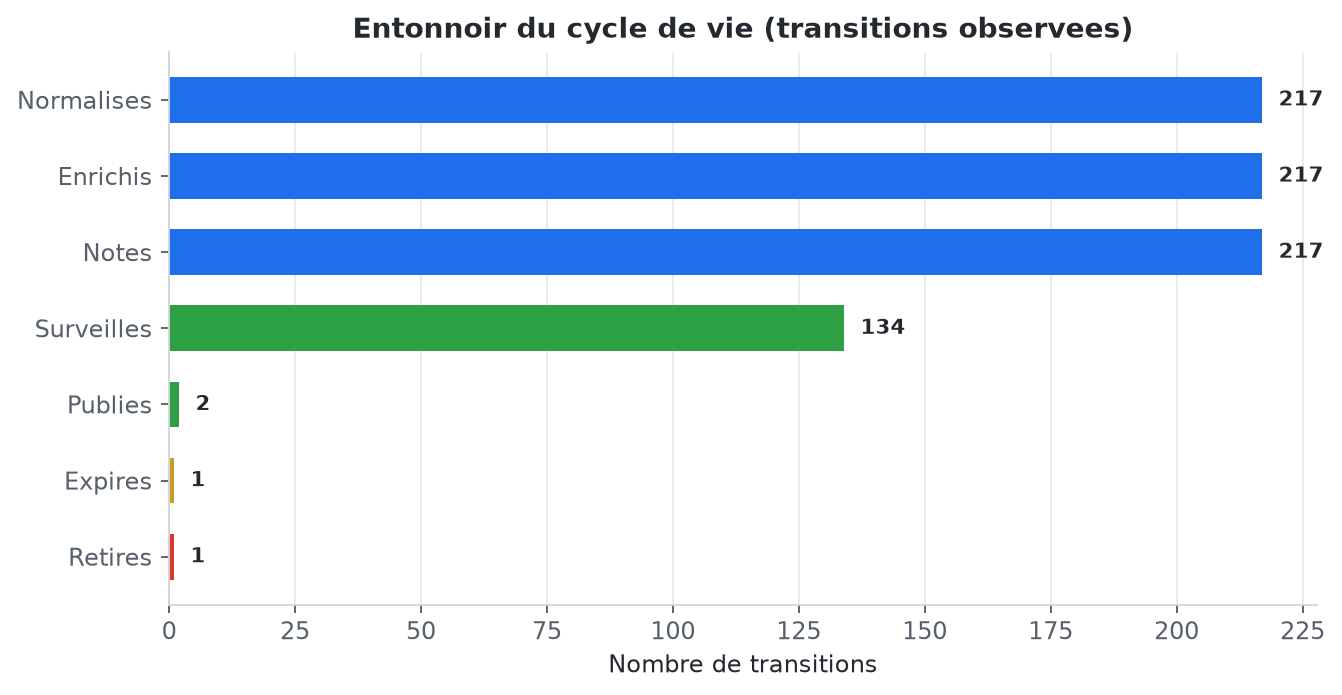 Entonnoir du cycle de vie (transitions observees)
Normalises 217
Enrichis 217
Notes 217
Surveilles 134
Publies 2
Expires 1
Retires 1
0 25 50 75 100 125 150 175 200 225
Nombre de transitions